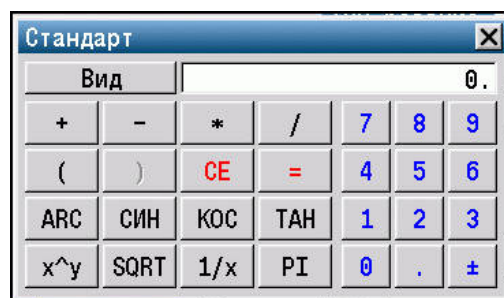 Стандарт
Вид 0.
+ - * / 7 8 9
( ) CE = 4 5 6
ARC СИН КОС ТАН 1 2 3
x^y SQRT 1/x PI 0 . ±